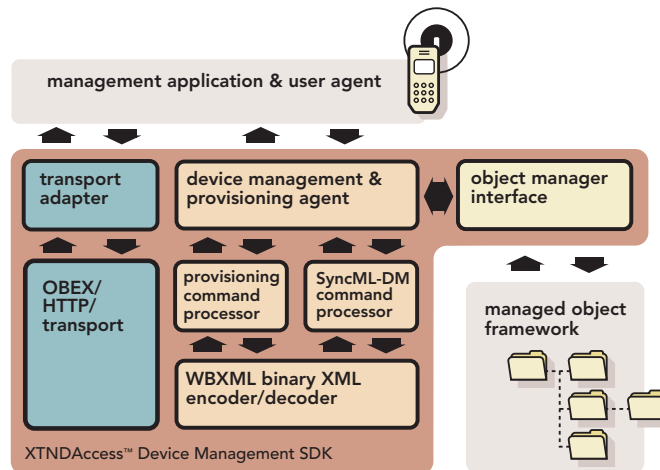 management application & user agent
transport
adapter
device management &
provisioning agent
object manager
interface
OBEX/
HTTP/
transport
provisioning
command
processor
SyncML-DM
command
processor
managed object
framework
WBXML binary XML
encoder/decoder
XTNDAccess™ Device Management SDK